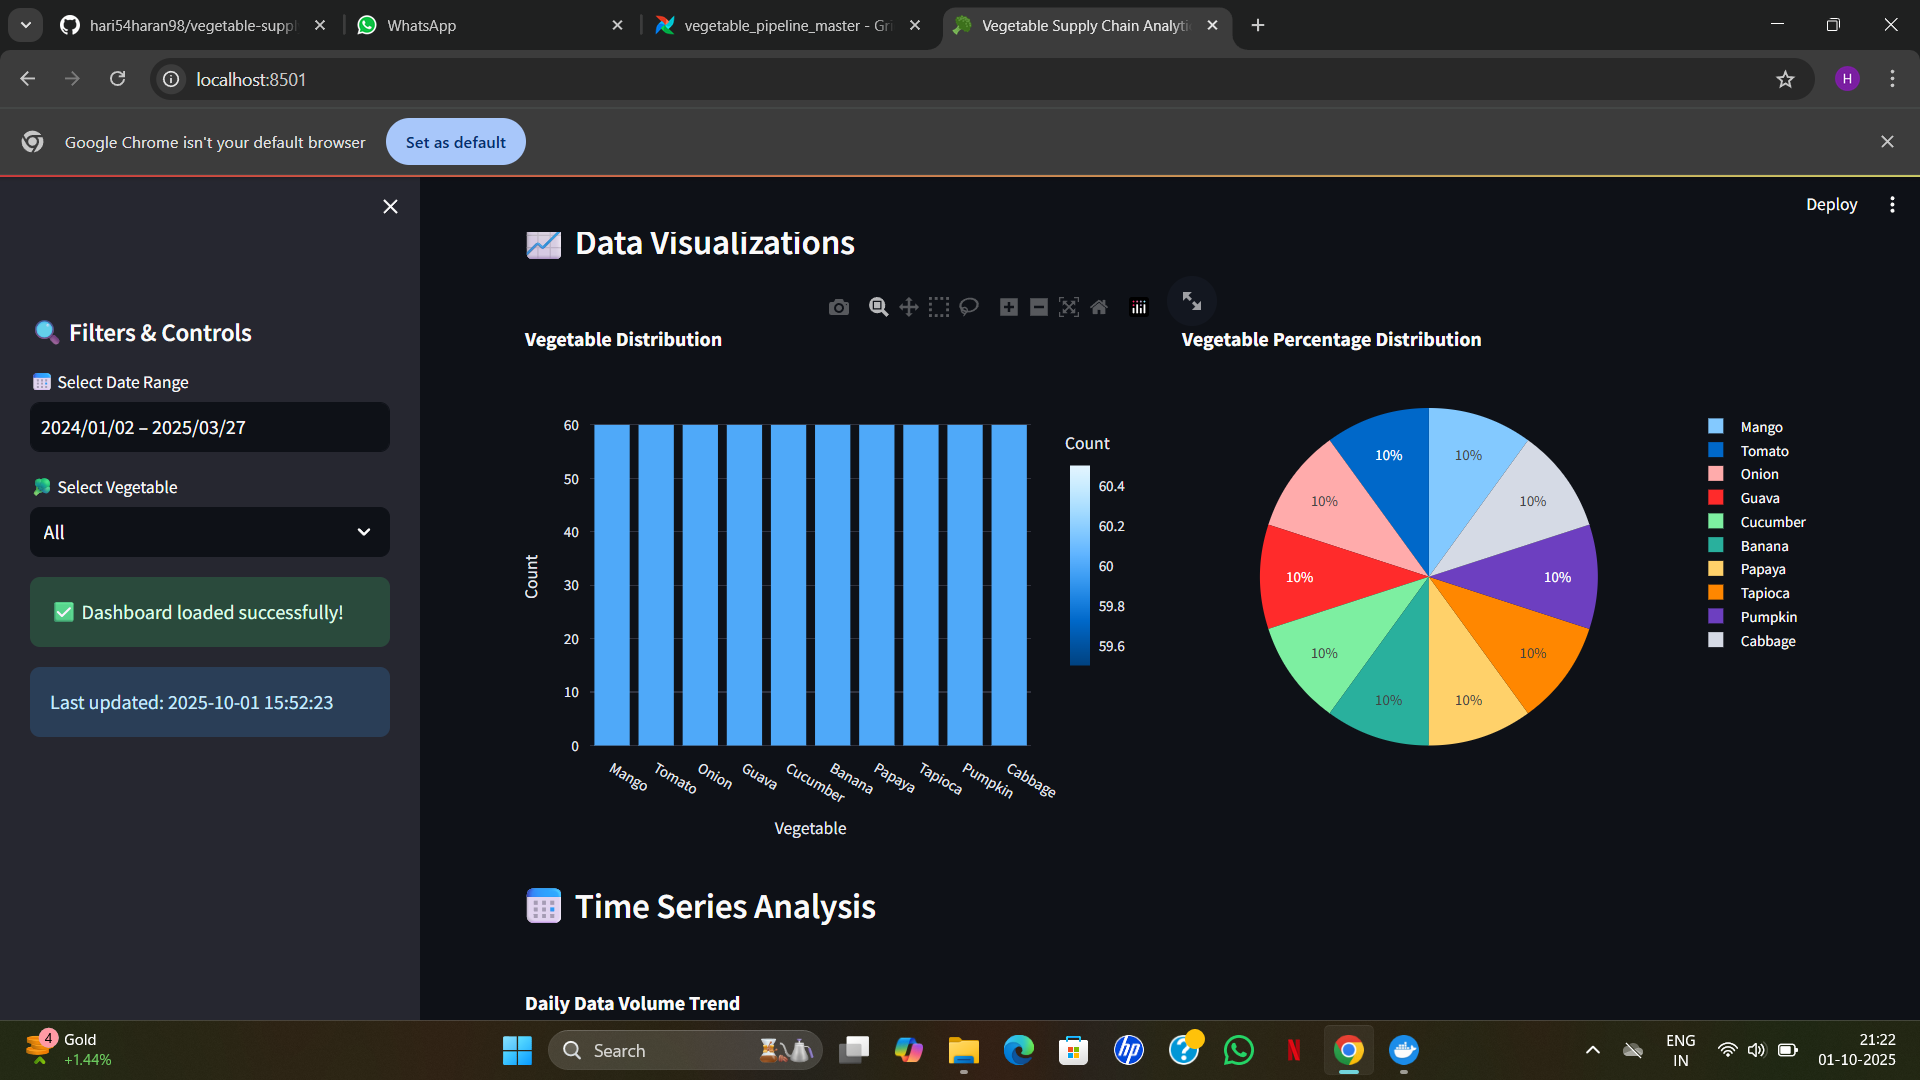 hari54haran98/vegetable-suppl
WhatsApp
vegetable_pipeline_master - Gri
Vegetable Supply Chain Analyti
localhost:8501
H
Google Chrome isn't your default browser
Set as default
Deploy
Filters & Controls
Select Date Range
2024/01/02 – 2025/03/27
Select Vegetable
All
Dashboard loaded successfully!
Last updated: 2025-10-01 15:52:23
Data Visualizations
Vegetable Distribution
60
50
40
30
20
10
0
Count
Mango
Tomato
Onion
Guava
Cucumber
Banana
Papaya
Tapioca
Pumpkin
Cabbage
Vegetable
Count
60.4
60.2
60
59.8
59.6
Vegetable Percentage Distribution
10%
10%
10%
10%
10%
10%
10%
10%
10%
10%
Mango
Tomato
Onion
Guava
Cucumber
Banana
Papaya
Tapioca
Pumpkin
Cabbage
Time Series Analysis
Daily Data Volume Trend
4
Gold
+1.44%
Search
hp
N
ENG
IN
21:22
01-10-2025